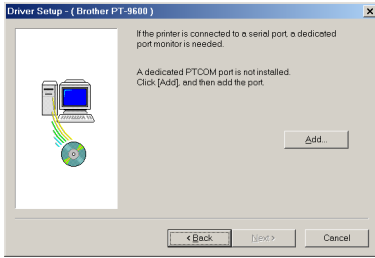 Driver Setup - ( Brother PT-9600 )
If the printer is connected to a serial port, a dedicated
port monitor is needed.
A dedicated PTCOM port is not installed.
Click [Add], and then add the port.
Add...
< Back
Next >
Cancel